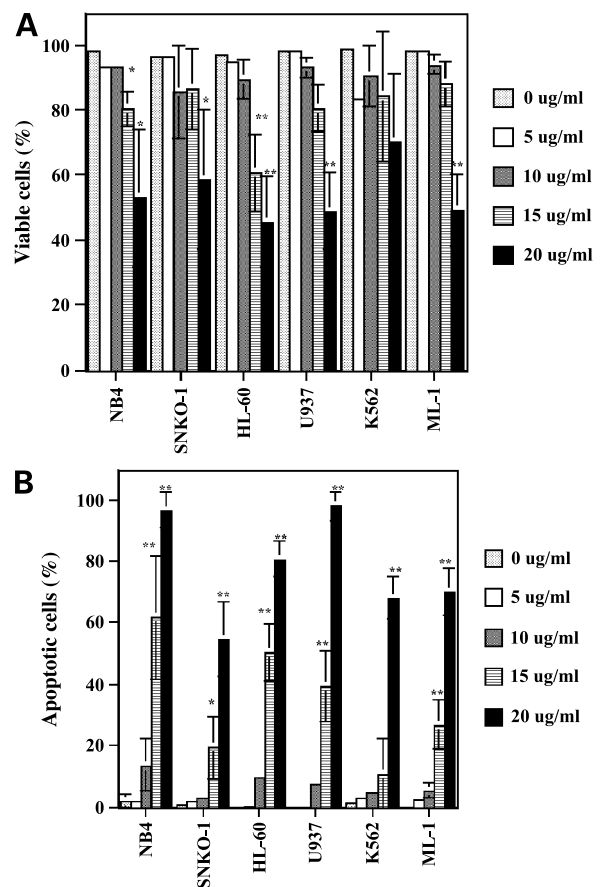 A
Viable cells (%)
100
80
60
40
20
0
*
*
*
**
**
**
**
NB4
SNKO-1
HL-60
U937
K562
ML-1
0 ug/ml
5 ug/ml
10 ug/ml
15 ug/ml
20 ug/ml
B
Apoptotic cells (%)
100
80
60
40
20
0
**
**
*
**
**
**
**
**
**
**
**
NB4
SNKO-1
HL-60
U937
K562
ML-1
0 ug/ml
5 ug/ml
10 ug/ml
15 ug/ml
20 ug/ml